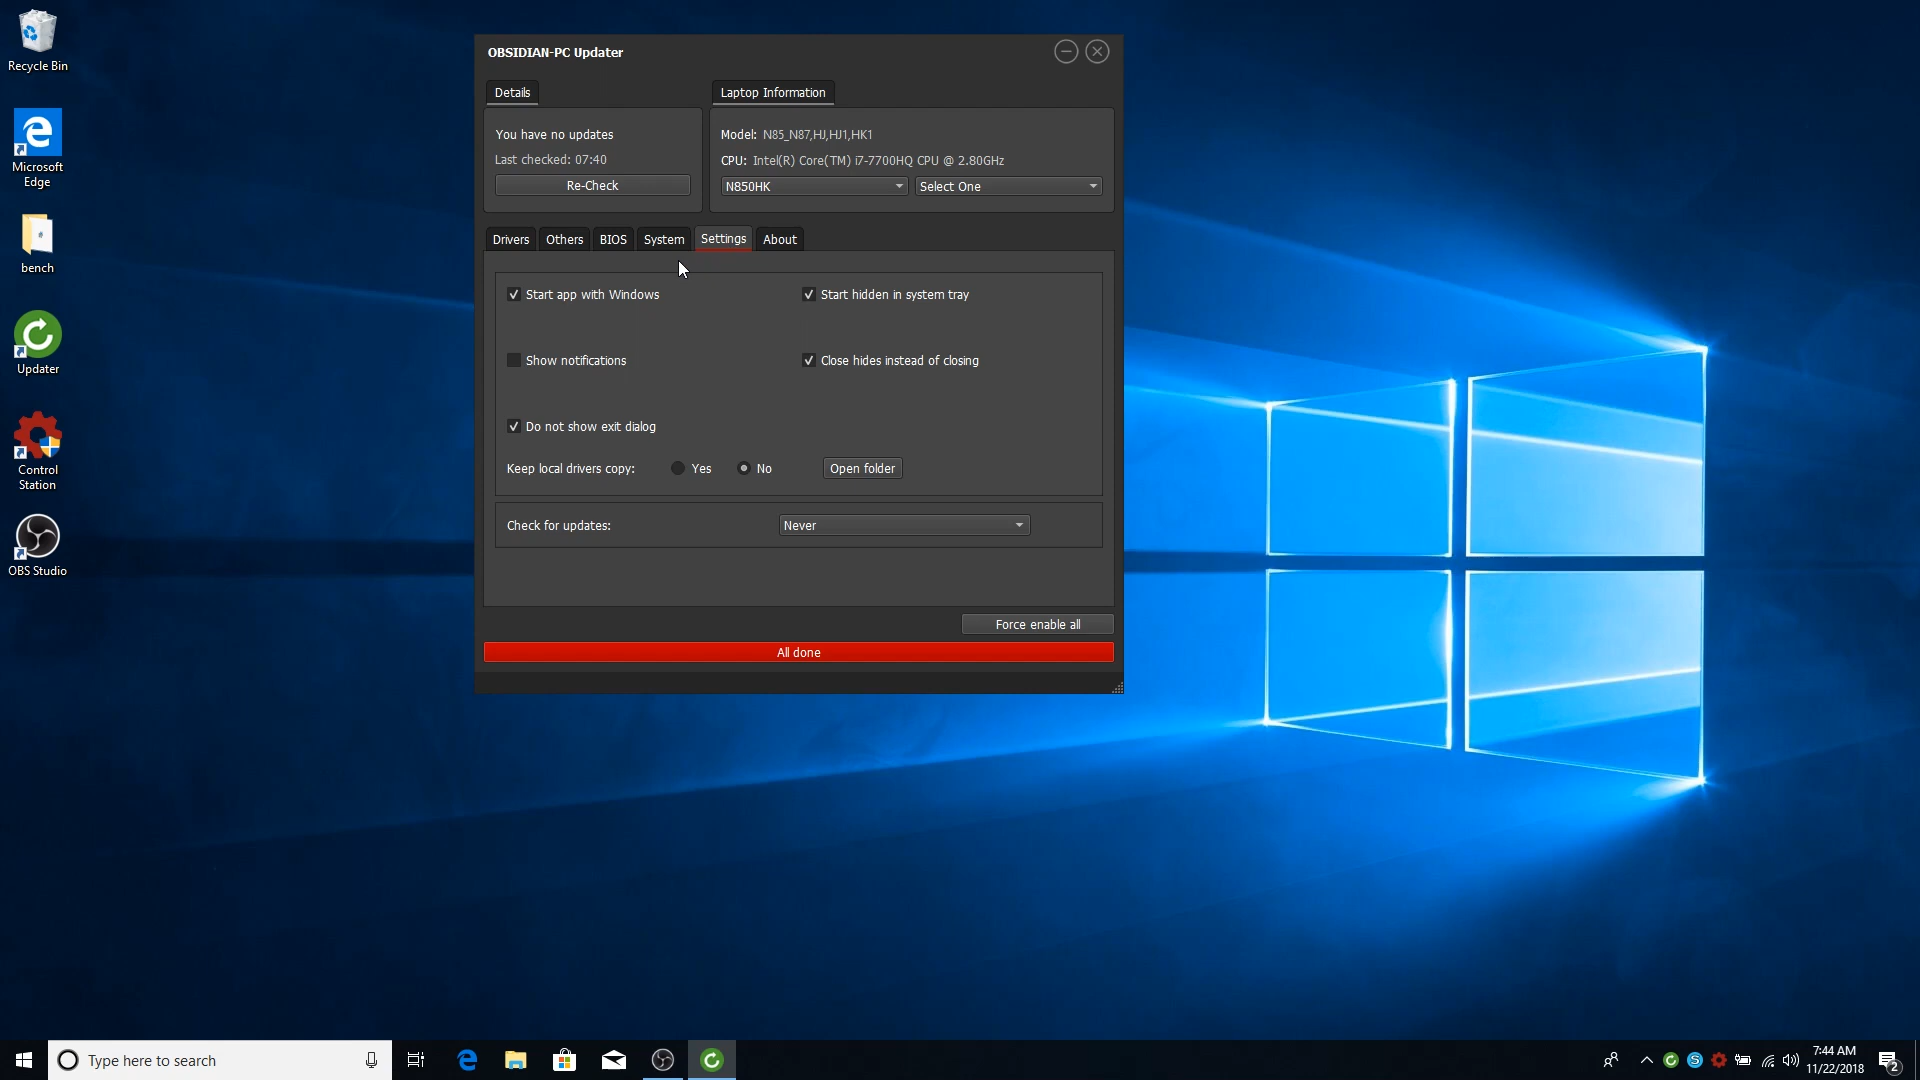 Recycle Bin
Microsoft
Edge
bench
Updater
Control
Station
OBS Studio
OBSIDIAN-PC Updater
Details
Laptop Information
You have no updates
Last checked: 07:40
Re-Check
Model: N85_N87,HJ,HJ1,HK1
CPU: Intel(R) Core(TM) i7-7700HQ CPU @ 2.80GHz
N850HK
Select One
Drivers
Others
BIOS
System
Settings
About
Start app with Windows
Start hidden in system tray
Show notifications
Close hides instead of closing
Do not show exit dialog
Keep local drivers copy:
Yes
No
Open folder
Check for updates:
Never
Force enable all
All done
Type here to search
7:44 AM
11/22/2018
2